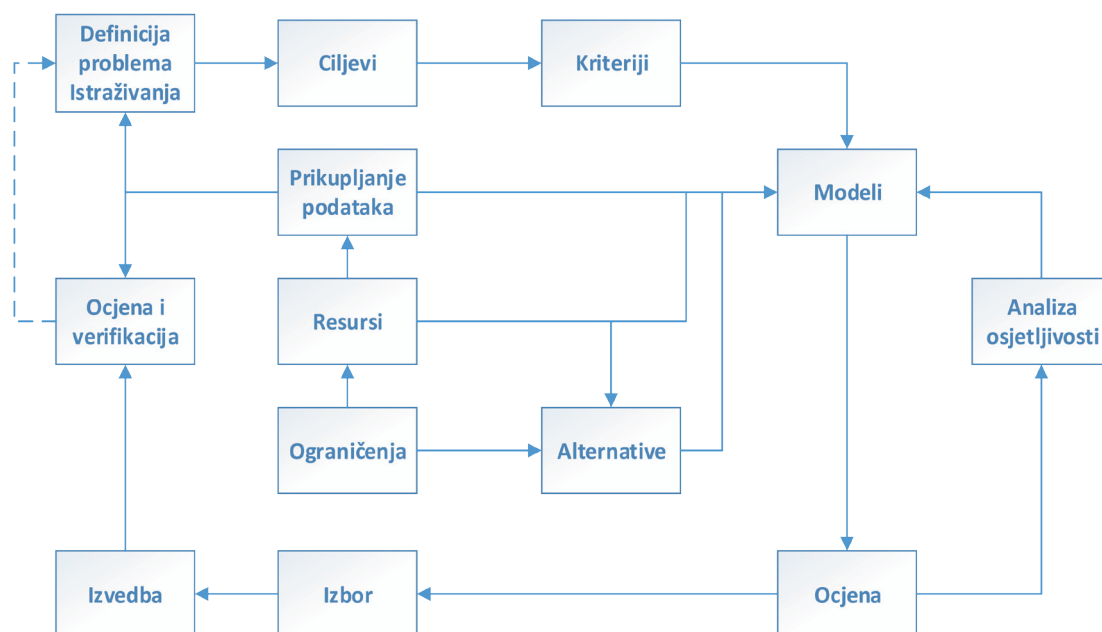 Definicija
problema
Istraživanja
Ciljevi
Kriteriji
Prikupljanje
podataka
Modeli
Ocjena i
verifikacija
Resursi
Analiza
osjetljivosti
Ograničenja
Alternative
Izvedba
Izbor
Ocjena